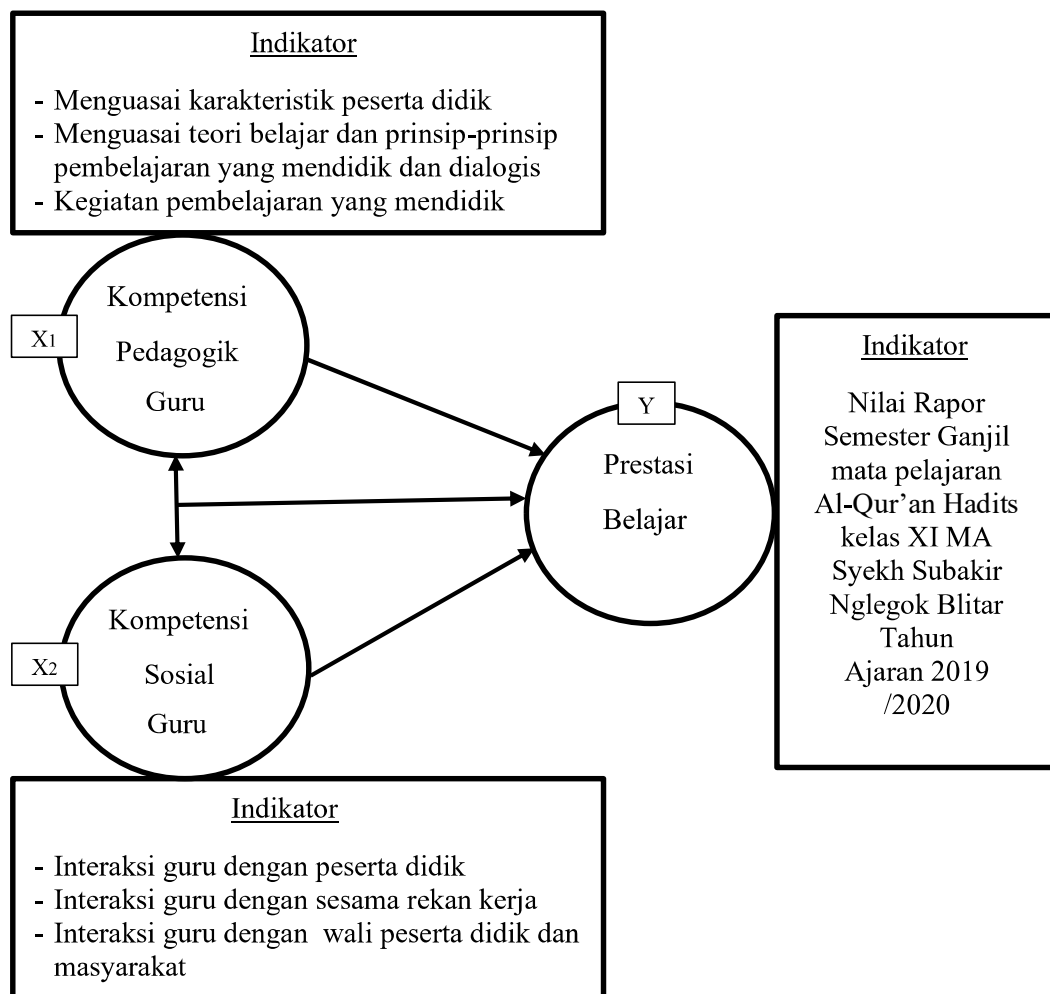 Indikator
- Menguasai karakteristik peserta didik
- Menguasai teori belajar dan prinsip-prinsip
pembelajaran yang mendidik dan dialogis
- Kegiatan pembelajaran yang mendidik
X1
Kompetensi
Pedagogik
Guru
Y
Prestasi
Belajar
Indikator
Nilai Rapor
Semester Ganjil
mata pelajaran
Al-Qur’an Hadits
kelas XI MA
Syekh Subakir
Nglegok Blitar
Tahun
Ajaran 2019
/2020
X2
Kompetensi
Sosial
Guru
Indikator
- Interaksi guru dengan peserta didik
- Interaksi guru dengan sesama rekan kerja
- Interaksi guru dengan wali peserta didik dan
masyarakat